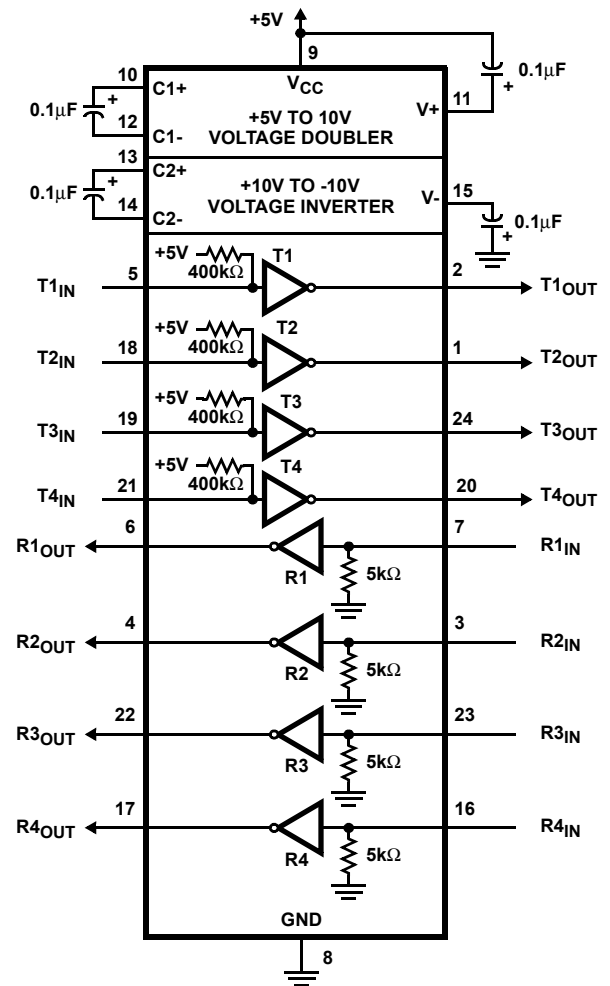 +5V
9
VCC
10
C1+
0.1µF
+
12
C1-
+5V TO 10V
VOLTAGE DOUBLER
V+
11
+
0.1µF
13
C2+
0.1µF
+
14
C2-
+10V TO -10V
VOLTAGE INVERTER
V-
15
+
0.1µF
T1IN
5
+5V
400kΩ
T1
2
T1OUT
T2IN
18
+5V
400kΩ
T2
1
T2OUT
T3IN
19
+5V
400kΩ
T3
24
T3OUT
T4IN
21
+5V
400kΩ
T4
20
T4OUT
R1OUT
6
R1
5kΩ
7
R1IN
R2OUT
4
R2
5kΩ
3
R2IN
R3OUT
22
R3
5kΩ
23
R3IN
R4OUT
17
R4
5kΩ
16
R4IN
GND
8